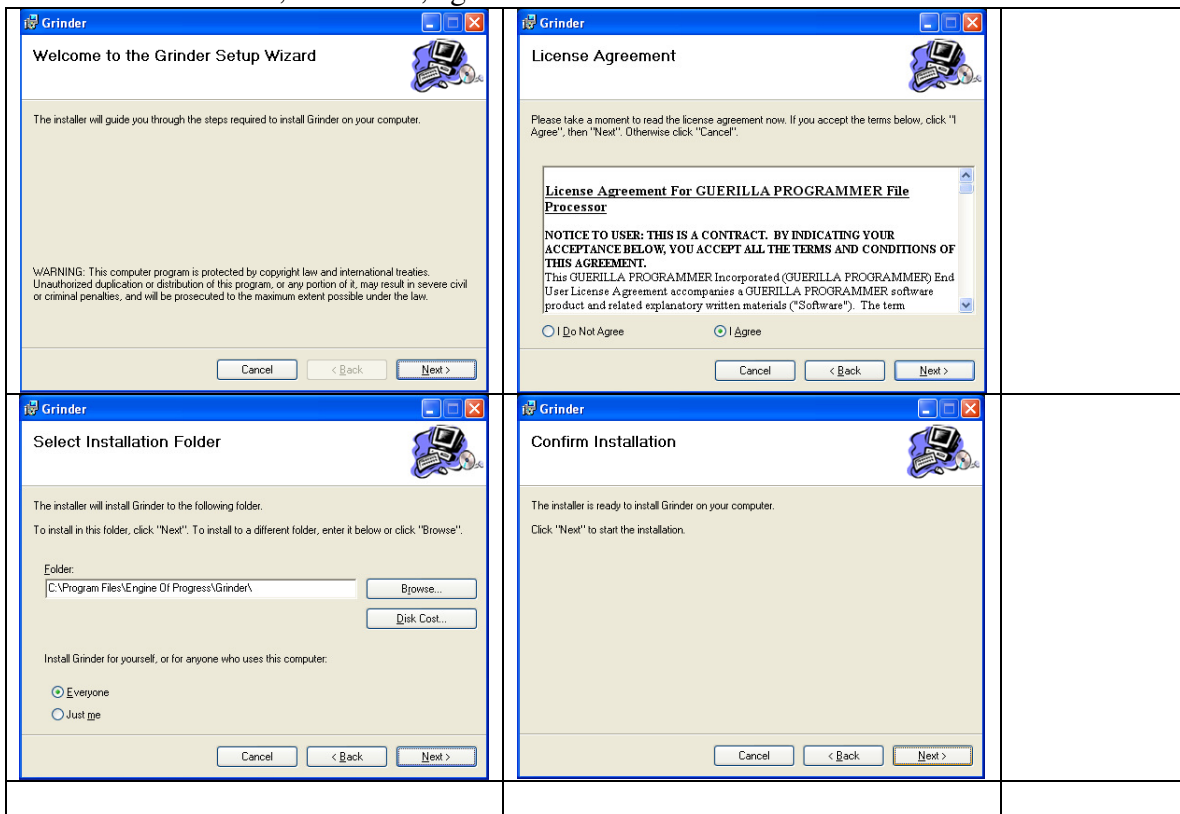 Grinder
Welcome to the Grinder Setup Wizard
The installer will guide you through the steps required to install Grinder on your computer.
WARNING: This computer program is protected by copyright law and international treaties.
Unauthorized duplication or distribution of this program, or any portion of it, may result in severe civil
or criminal penalties, and will be prosecuted to the maximum extent possible under the law.
Cancel
< Back
Next >
Grinder
License Agreement
Please take a moment to read the license agreement now. If you accept the terms below, click "I
Agree", then "Next". Otherwise click "Cancel".
License Agreement For GUERILLA PROGRAMMER File
Processor
NOTICE TO USER: THIS IS A CONTRACT.  BY INDICATING YOUR
ACCEPTANCE BELOW, YOU ACCEPT ALL THE TERMS AND CONDITIONS OF
THIS AGREEMENT.
This GUERILLA PROGRAMMER Incorporated (GUERILLA PROGRAMMER) End
User License Agreement accompanies a GUERILLA PROGRAMMER software
product and related explanatory written materials ("Software").  The term
I Do Not Agree
I Agree
Cancel
< Back
Next >
Grinder
Select Installation Folder
The installer will install Grinder to the following folder.
To install in this folder, click "Next". To install to a different folder, enter it below or click "Browse".
Folder:
C:\Program Files\Engine Of Progress\Grinder\
Browse...
Disk Cost...
Install Grinder for yourself, or for anyone who uses this computer:
Everyone
Just me
Cancel
< Back
Next >
Grinder
Confirm Installation
The installer is ready to install Grinder on your computer.
Click "Next" to start the installation.
Cancel
< Back
Next >